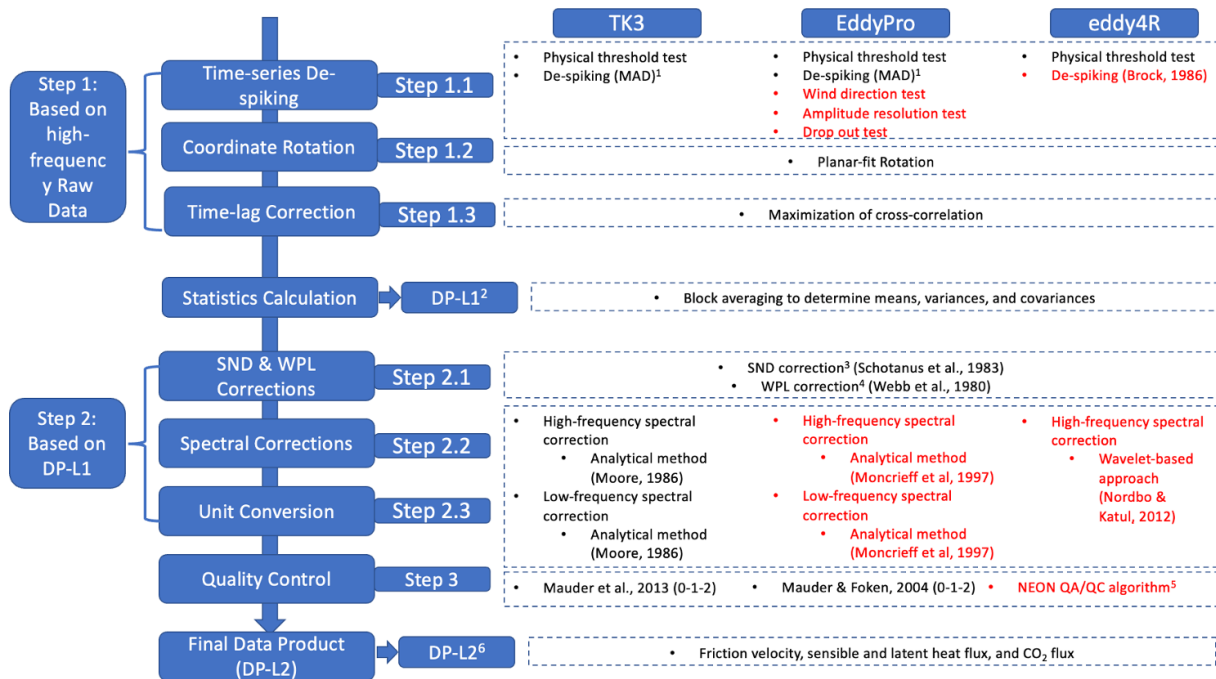 TK3
EddyPro
eddy4R
Step 1:
Based on
high-
frequenc
y Raw
Data
Time-series De-
spiking
Step 1.1
• Physical threshold test
• De-spiking (MAD)¹
• Physical threshold test
• De-spiking (MAD)¹
• Wind direction test
• Amplitude resolution test
• Drop out test
• Physical threshold test
• De-spiking (Brock, 1986)
Coordinate Rotation
Step 1.2
• Planar-fit Rotation
Time-lag Correction
Step 1.3
• Maximization of cross-correlation
Statistics Calculation
DP-L1²
• Block averaging to determine means, variances, and covariances
Step 2:
Based on
DP-L1
SND & WPL
Corrections
Step 2.1
• SND correction³ (Schotanus et al., 1983)
• WPL correction⁴ (Webb et al., 1980)
Spectral Corrections
Step 2.2
• High-frequency spectral
correction
• Analytical method
(Moore, 1986)
• Low-frequency spectral
correction
• Analytical method
(Moore, 1986)
• High-frequency spectral
correction
• Analytical method
(Moncrieff et al, 1997)
• Low-frequency spectral
correction
• Analytical method
(Moncrieff et al, 1997)
• High-frequency spectral
correction
• Wavelet-based
approach
(Nordbo &
Katul, 2012)
Unit Conversion
Step 2.3
Quality Control
Step 3
• Mauder et al., 2013 (0-1-2)
• Mauder & Foken, 2004 (0-1-2)
• NEON QA/QC algorithm⁵
Final Data Product
(DP-L2)
DP-L2⁶
• Friction velocity, sensible and latent heat flux, and CO₂ flux